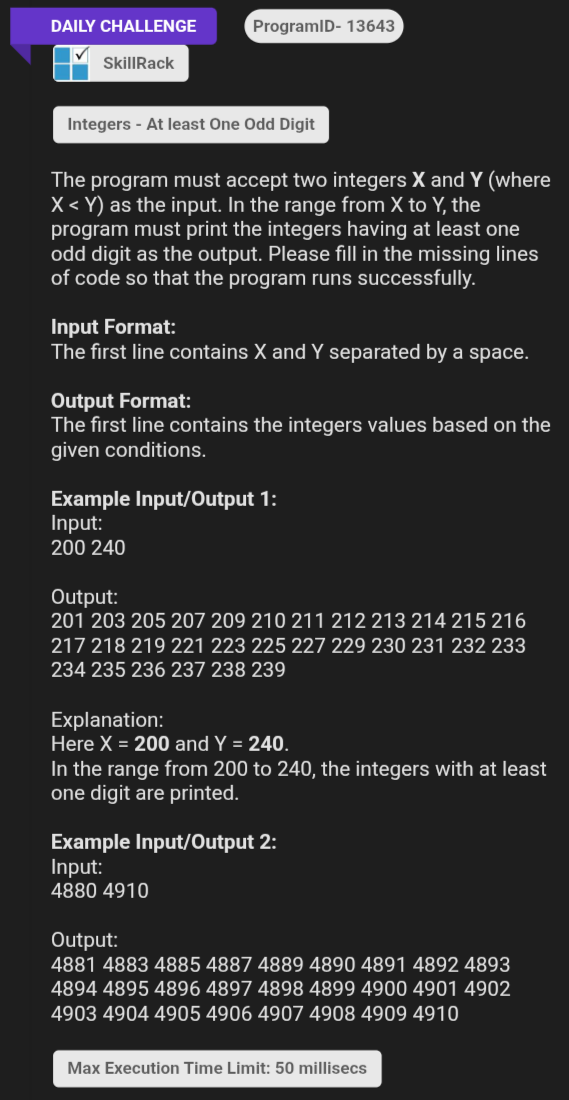 DAILY CHALLENGE
ProgramID- 13643
SkillRack
Integers - At least One Odd Digit
The program must accept two integers X and Y (where
X < Y) as the input. In the range from X to Y, the
program must print the integers having at least one
odd digit as the output. Please fill in the missing lines
of code so that the program runs successfully.
Input Format:
The first line contains X and Y separated by a space.
Output Format:
The first line contains the integers values based on the
given conditions.
Example Input/Output 1:
Input:
200 240
Output:
201 203 205 207 209 210 211 212 213 214 215 216
217 218 219 221 223 225 227 229 230 231 232 233
234 235 236 237 238 239
Explanation:
Here X = 200 and Y = 240.
In the range from 200 to 240, the integers with at least
one digit are printed.
Example Input/Output 2:
Input:
4880 4910
Output:
4881 4883 4885 4887 4889 4890 4891 4892 4893
4894 4895 4896 4897 4898 4899 4900 4901 4902
4903 4904 4905 4906 4907 4908 4909 4910
Max Execution Time Limit: 50 millisecs